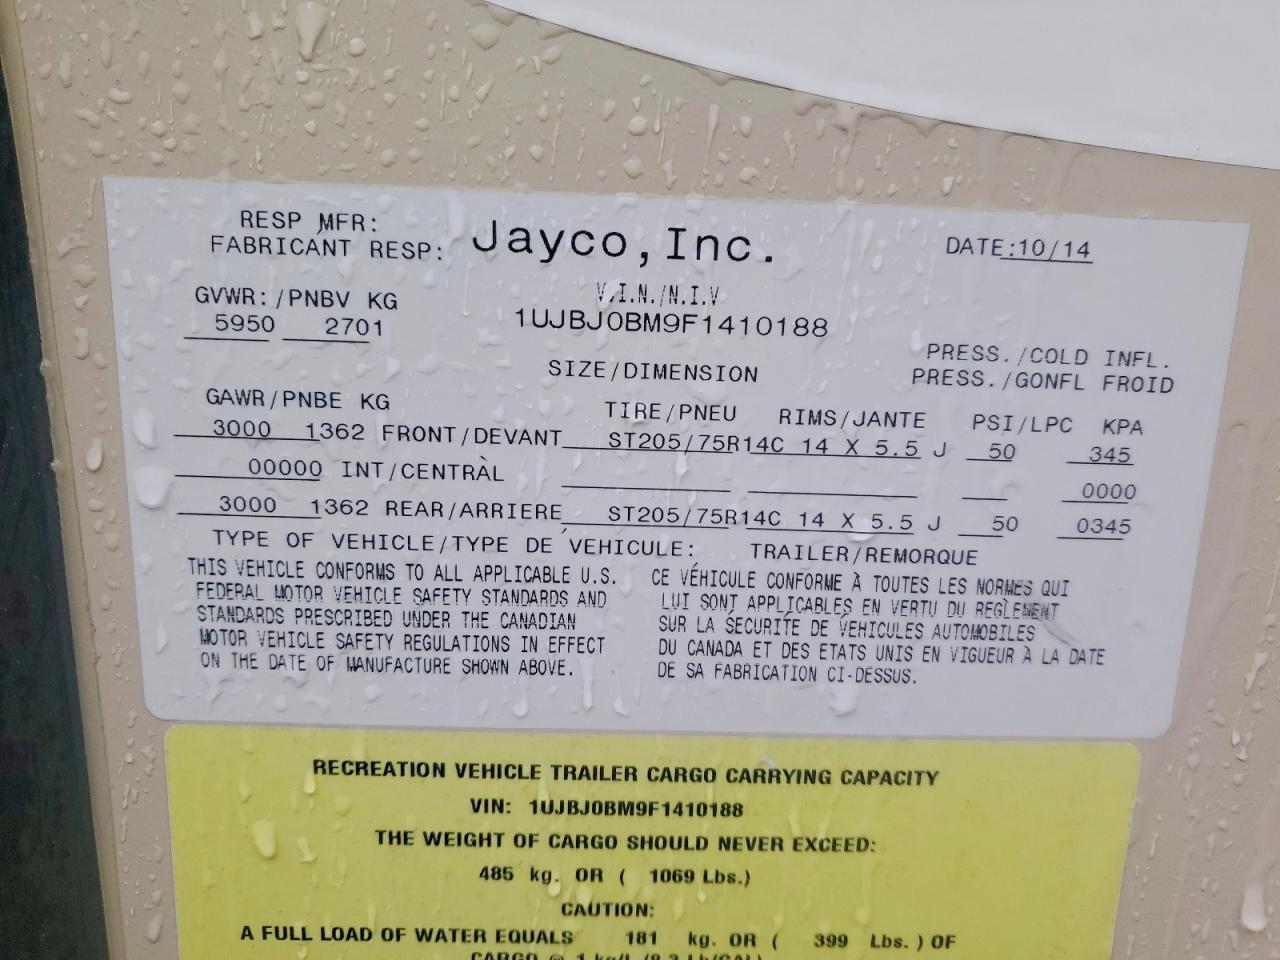 RESP MFR:
FABRICANT RESP: Jayco, Inc. DATE:10/14
GVWR:/PNBV KG V.I.N./N.I.V
5950 2701 1UJBJ0BM9F1410188
PRESS./COLD INFL.
SIZE/DIMENSION PRESS./GONFL FROID
GAWR/PNBE KG TIRE/PNEU RIMS/JANTE PSI/LPC KPA
3000 1362 FRONT/DEVANT ST205/75R14C 14 X 5.5 J 50 345
00000 INT/CENTRÀL 0000
3000 1362 REAR/ARRIERE ST205/75R14C 14 X 5.5 J 50 0345
TYPE OF VEHICLE/TYPE DE VEHICULE: TRAILER/REMORQUE
THIS VEHICLE CONFORMS TO ALL APPLICABLE U.S.
FEDERAL MOTOR VEHICLE SAFETY STANDARDS AND
STANDARDS PRESCRIBED UNDER THE CANADIAN
MOTOR VEHICLE SAFETY REGULATIONS IN EFFECT
ON THE DATE OF MANUFACTURE SHOWN ABOVE.
CE VÉHICULE CONFORME À TOUTES LES NORMES QUI
LUI SONT APPLICABLES EN VERTU DU REGLEMENT
SUR LA SECURITE DE VEHICULES AUTOMOBILES
DU CANADA ET DES ETATS UNIS EN VIGUEUR À LA DATE
DE SA FABRICATION CI-DESSUS.
RECREATION VEHICLE TRAILER CARGO CARRYING CAPACITY
VIN: 1UJBJ0BM9F1410188
THE WEIGHT OF CARGO SHOULD NEVER EXCEED:
485 kg. OR ( 1069 Lbs.)
CAUTION:
A FULL LOAD OF WATER EQUALS 181 kg. OR ( 399 Lbs. ) OF
CARGO @ 1 kg/L (8.3 Lb/GAL)